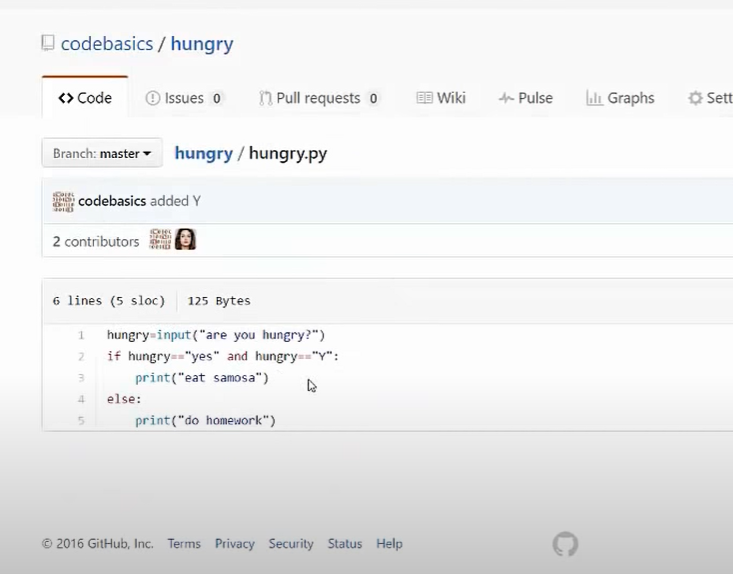 codebasics / hungry
Code Issues 0 Pull requests 0 Wiki Pulse Graphs Sett
Branch: master hungry / hungry.py
codebasics added Y
2 contributors
6 lines (5 sloc) 125 Bytes
1 hungry=input("are you hungry?")
2 if hungry=="yes" and hungry=="Y":
3 print("eat samosa")
4 else:
5 print("do homework")
© 2016 GitHub, Inc. Terms Privacy Security Status Help